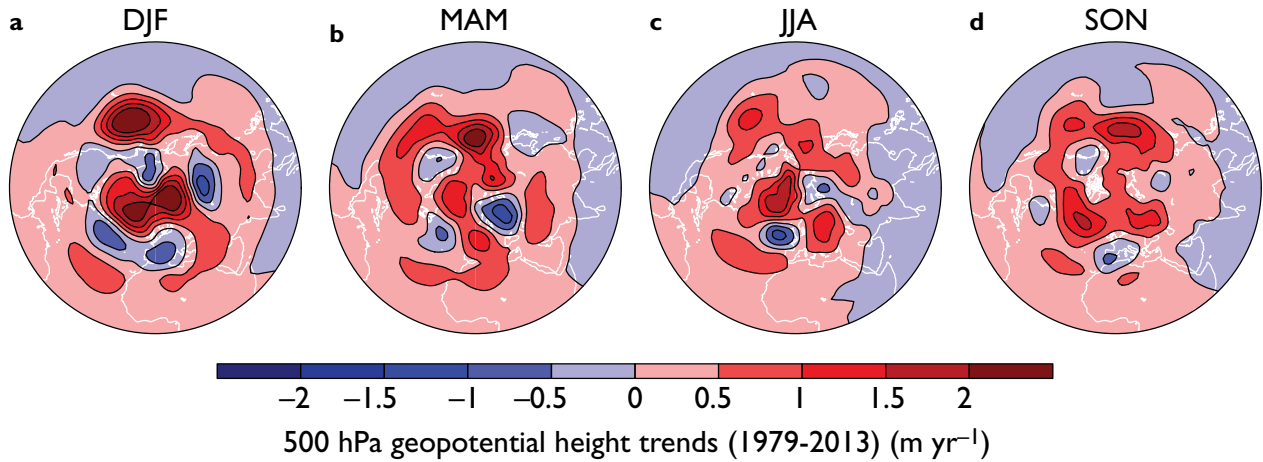 a DJF b MAM c JJA d SON
−2 −1.5 −1 −0.5 0 0.5 1 1.5 2
500 hPa geopotential height trends (1979-2013) (m yr⁻¹)